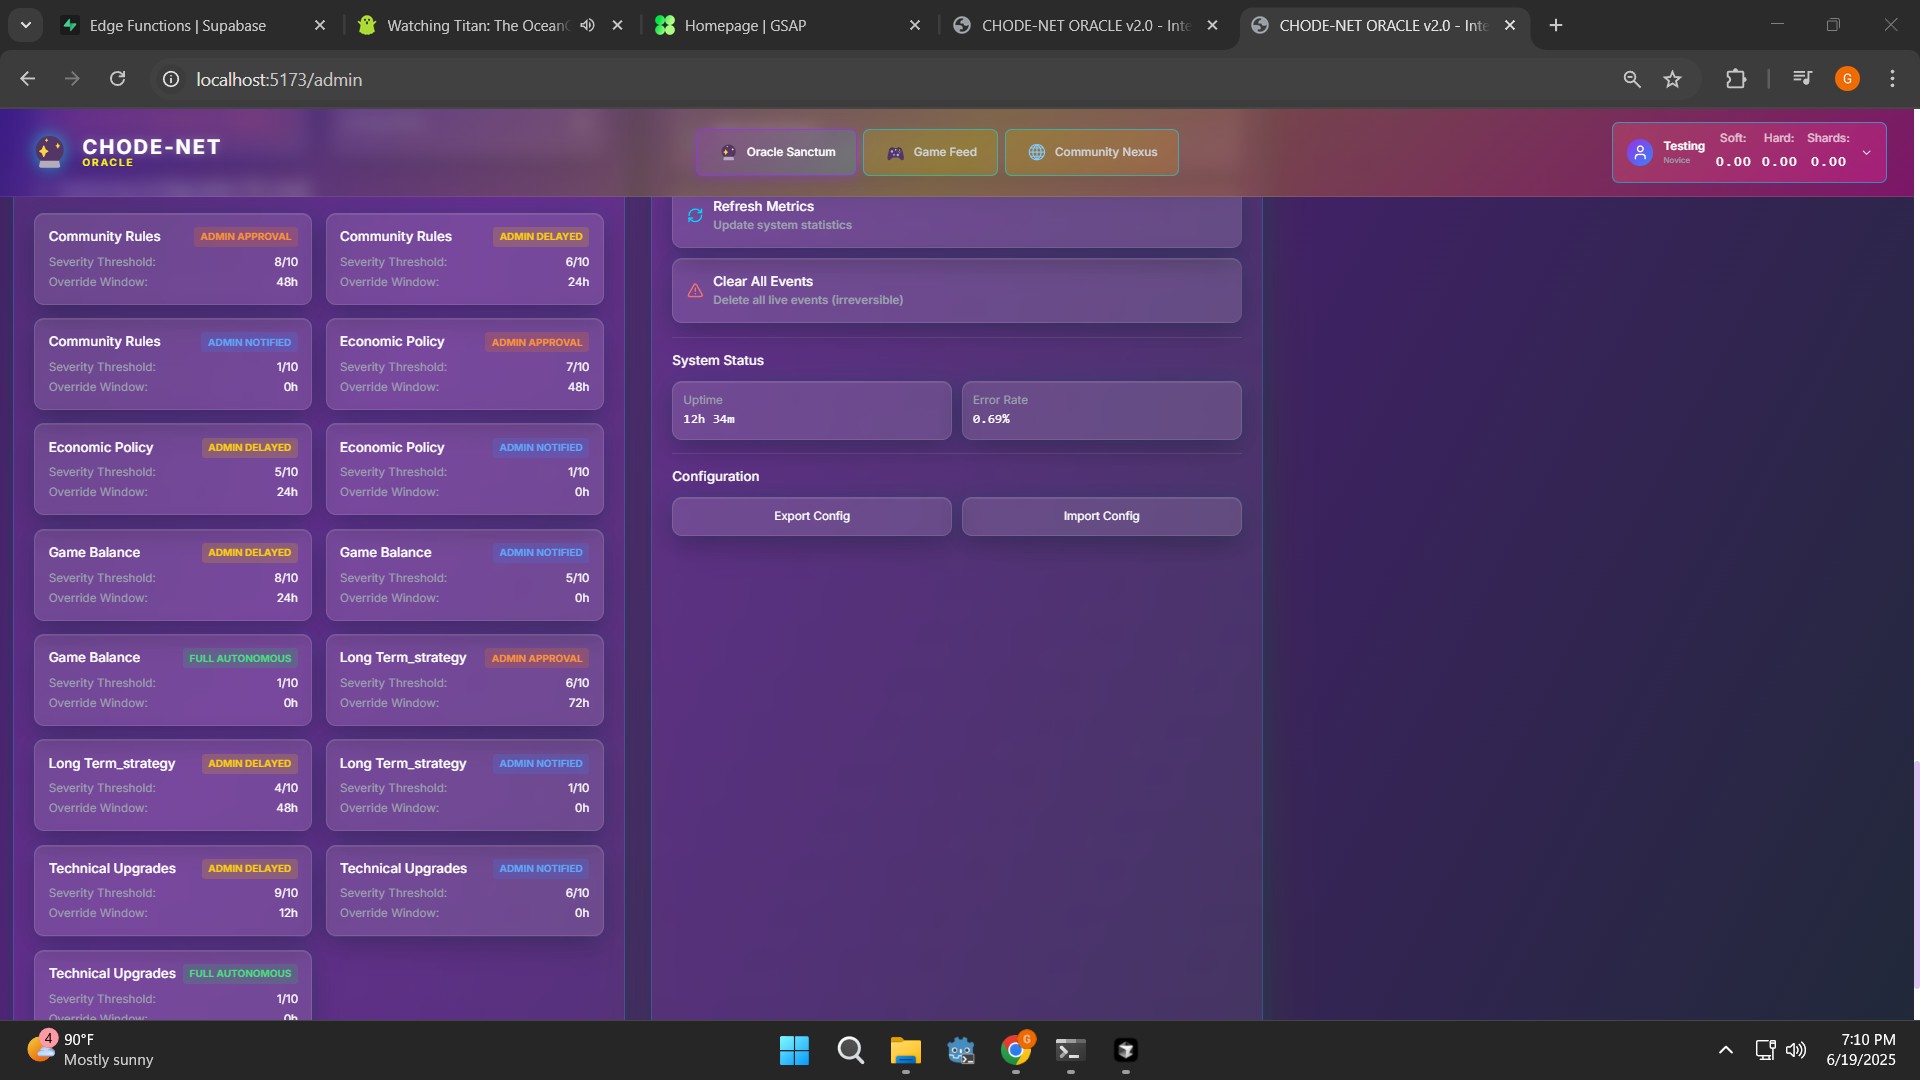 Edge Functions | Supabase
Watching Titan: The Ocean
Homepage | GSAP
CHODE-NET ORACLE v2.0 - Inte
CHODE-NET ORACLE v2.0 - Inte
localhost:5173/admin
G
CHODE-NET
ORACLE
Oracle Sanctum
Game Feed
Community Nexus
Testing
Novice
Soft: Hard: Shards:
0.00 0.00 0.00
Community Rules ADMIN APPROVAL
Severity Threshold: 8/10
Override Window: 48h
Community Rules ADMIN DELAYED
Severity Threshold: 6/10
Override Window: 24h
Community Rules ADMIN NOTIFIED
Severity Threshold: 1/10
Override Window: 0h
Economic Policy ADMIN APPROVAL
Severity Threshold: 7/10
Override Window: 48h
Economic Policy ADMIN DELAYED
Severity Threshold: 5/10
Override Window: 24h
Economic Policy ADMIN NOTIFIED
Severity Threshold: 1/10
Override Window: 0h
Game Balance ADMIN DELAYED
Severity Threshold: 8/10
Override Window: 24h
Game Balance ADMIN NOTIFIED
Severity Threshold: 5/10
Override Window: 0h
Game Balance FULL AUTONOMOUS
Severity Threshold: 1/10
Override Window: 0h
Long Term_strategy ADMIN APPROVAL
Severity Threshold: 6/10
Override Window: 72h
Long Term_strategy ADMIN DELAYED
Severity Threshold: 4/10
Override Window: 48h
Long Term_strategy ADMIN NOTIFIED
Severity Threshold: 1/10
Override Window: 0h
Technical Upgrades ADMIN DELAYED
Severity Threshold: 9/10
Override Window: 12h
Technical Upgrades ADMIN NOTIFIED
Severity Threshold: 6/10
Override Window: 0h
Technical Upgrades FULL AUTONOMOUS
Severity Threshold: 1/10
Override Window: 0h
Refresh Metrics
Update system statistics
Clear All Events
Delete all live events (irreversible)
System Status
Uptime
12h 34m
Error Rate
0.69%
Configuration
Export Config
Import Config
4
90°F
Mostly sunny
G
7:10 PM
6/19/2025